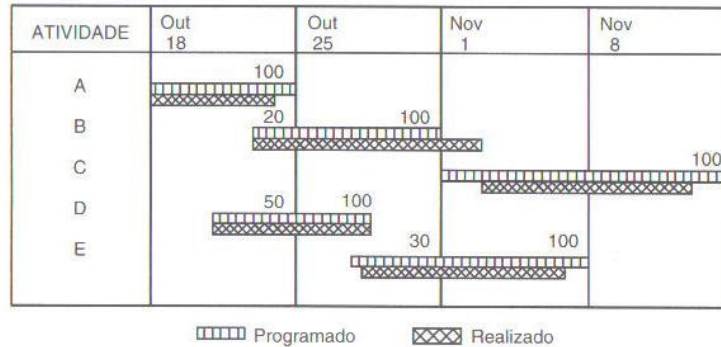 ATIVIDADE Out 18 Out 25 Nov 1 Nov 8
A 100
B 20 100
C 100
D 50 100
E 30 100
Programado Realizado